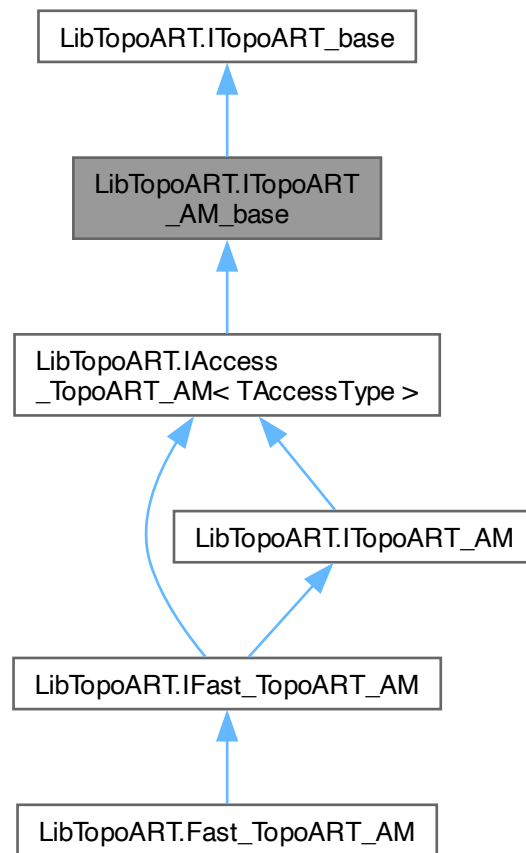 LibTopoART.ITopoART_base
LibTopoART.ITopoART
_AM_base
LibTopoART.IAccess
_TopoART_AM< TAccessType >
LibTopoART.ITopoART_AM
LibTopoART.IFast_TopoART_AM
LibTopoART.Fast_TopoART_AM